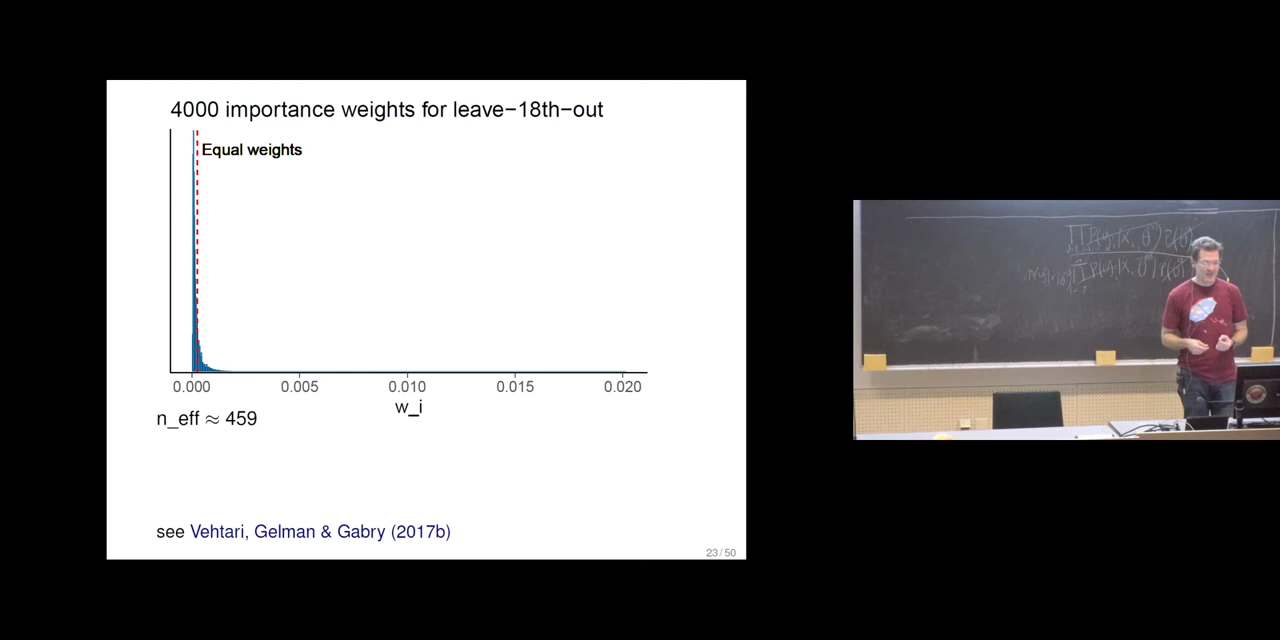 4000 importance weights for leave−18th−out
Equal weights
0.000 0.005 0.010 0.015 0.020
w_i
n_eff ≈ 459
see Vehtari, Gelman & Gabry (2017b)
23 / 50